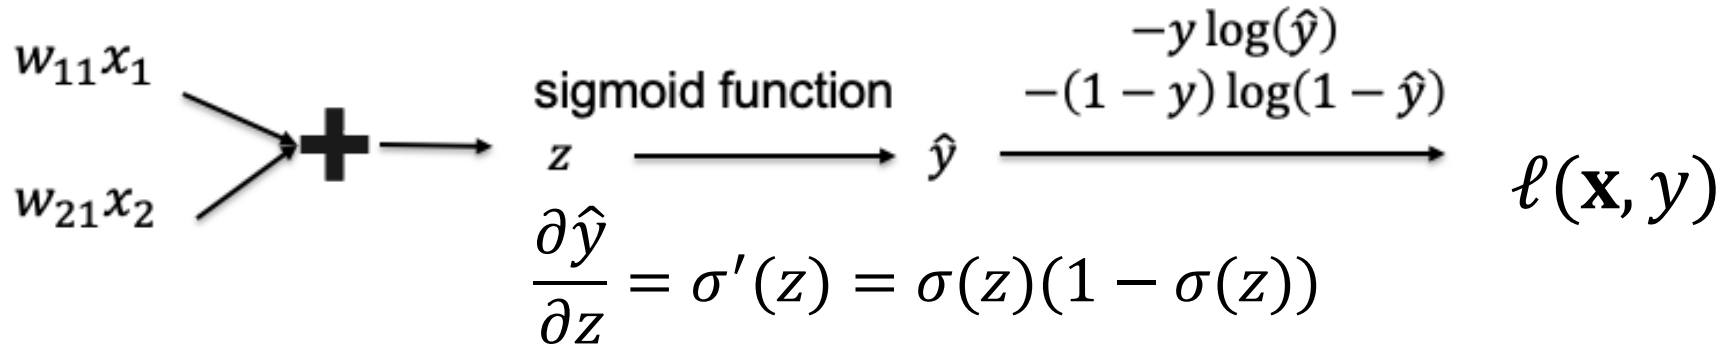 −y log(ŷ)
w₁₁x₁
sigmoid function
−(1 − y) log(1 − ŷ)
+
z
ŷ
w₂₁x₂
ℓ(𝐱, y)
∂ŷ/∂z = σ′(z) = σ(z)(1 − σ(z))